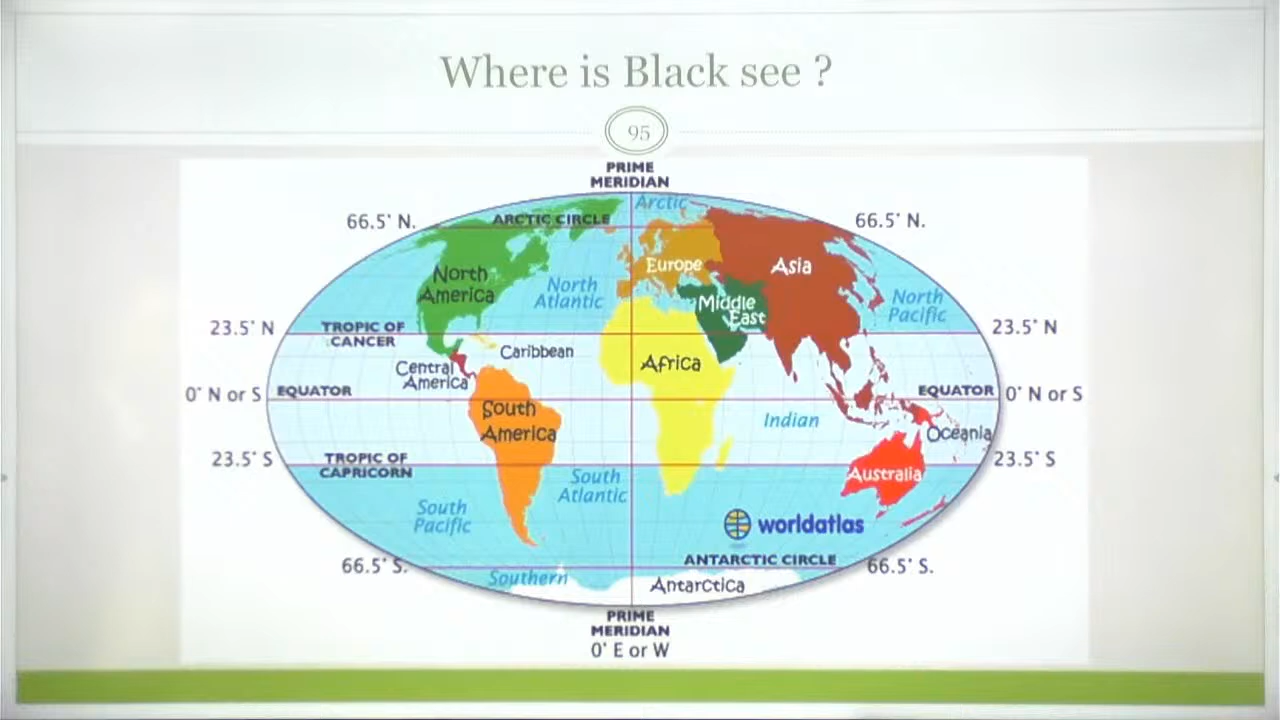 Where is Black see ?
95
PRIME
MERIDIAN
Arctic
66.5° N.
ARCTIC CIRCLE
66.5° N.
North
America
North
Atlantic
Europe
Asia
Middle
East
North
Pacific
23.5° N
TROPIC OF
CANCER
23.5° N
Caribbean
Central
America
Africa
0° N or S
EQUATOR
EQUATOR
0° N or S
South
America
Indian
Oceania
23.5° S
TROPIC OF
CAPRICORN
23.5° S
South
Atlantic
Australia
South
Pacific
worldatlas
66.5° S.
ANTARCTIC CIRCLE
66.5° S.
Southern
Antarctica
PRIME
MERIDIAN
0° E or W